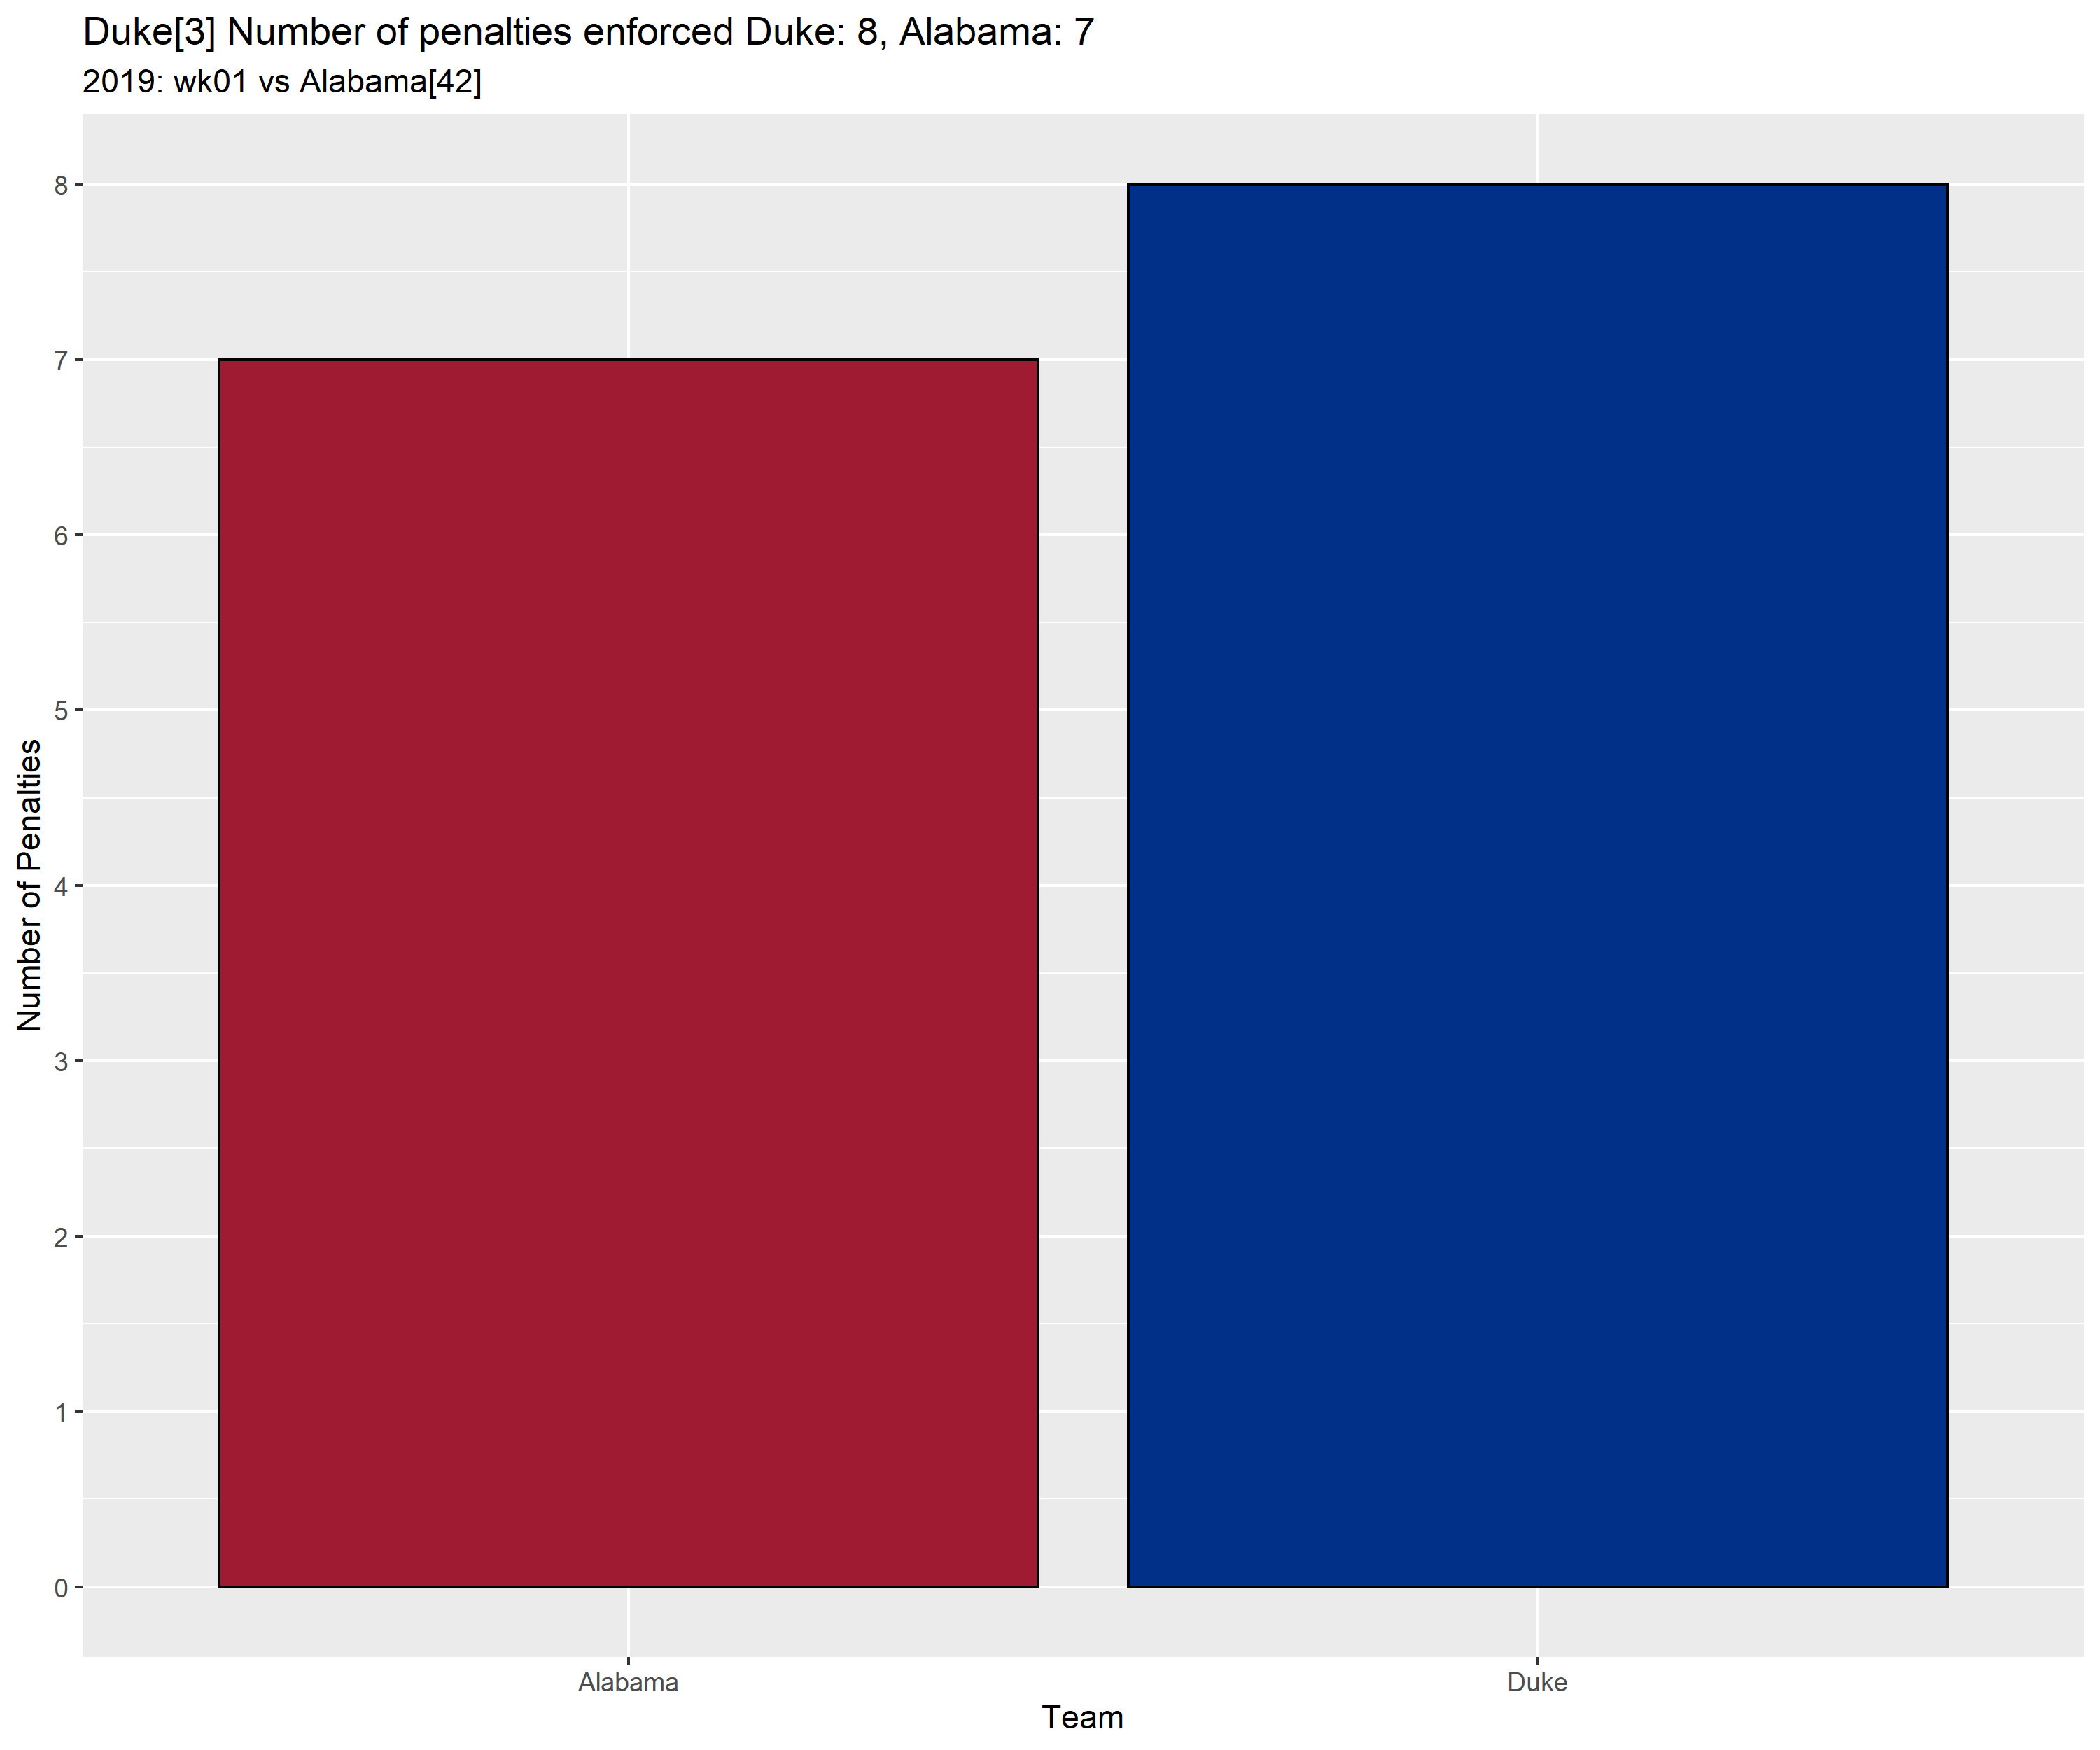 Duke[3] Number of penalties enforced Duke: 8, Alabama: 7
2019: wk01 vs Alabama[42]
Number of Penalties
8
7
6
5
4
3
2
1
0
Alabama
Duke
Team